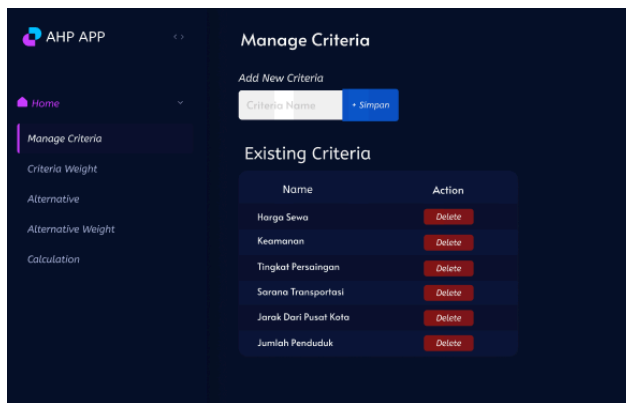 AHP APP
Home
Manage Criteria
Criteria Weight
Alternative
Alternative Weight
Calculation
Manage Criteria
Add New Criteria
Criteria Name + Simpan
Existing Criteria
Name Action
Harga Sewa Delete
Keamanan Delete
Tingkat Persaingan Delete
Sarana Transportasi Delete
Jarak Dari Pusat Kota Delete
Jumlah Penduduk Delete